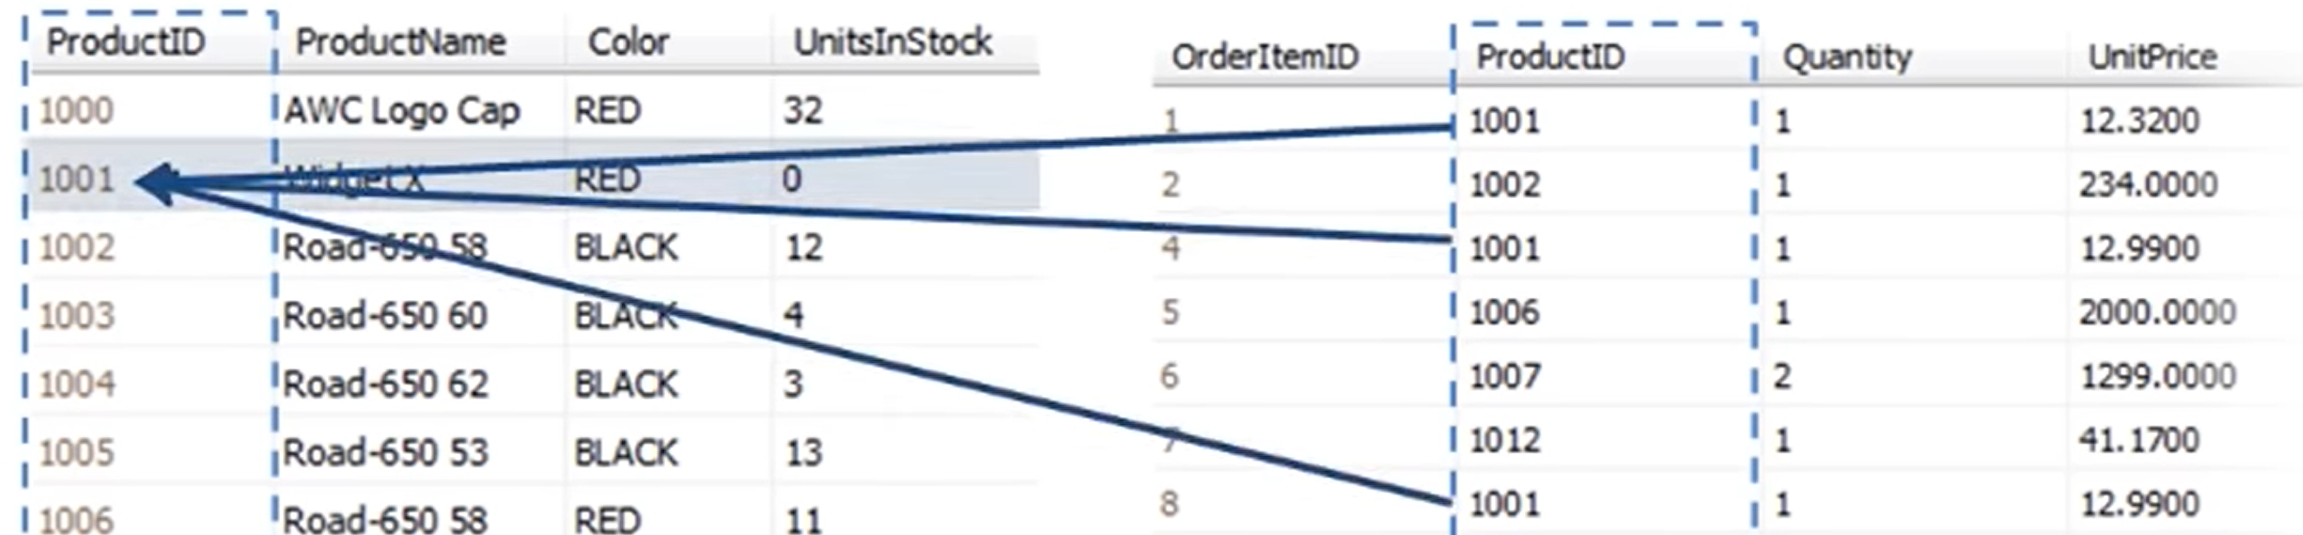 ProductID ProductName Color UnitsInStock
1000 AWC Logo Cap RED 32
1001 Widget X RED 0
1002 Road-650 58 BLACK 12
1003 Road-650 60 BLACK 4
1004 Road-650 62 BLACK 3
1005 Road-650 53 BLACK 13
1006 Road-650 58 RED 11
OrderItemID ProductID Quantity UnitPrice
1 1001 1 12.3200
2 1002 1 234.0000
4 1001 1 12.9900
5 1006 1 2000.0000
6 1007 2 1299.0000
7 1012 1 41.1700
8 1001 1 12.9900